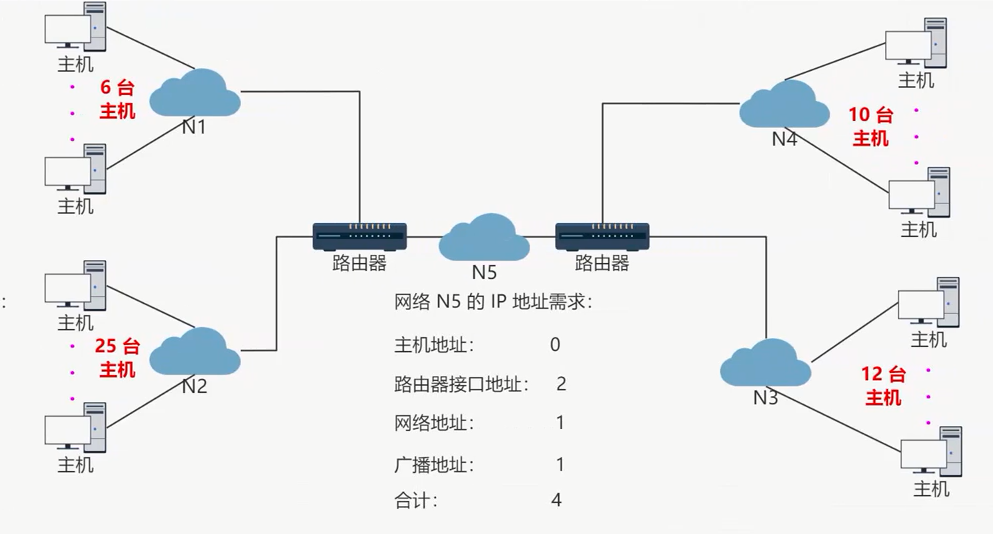 主机
6 台
主机
N1
主机
主机
25 台
主机
N2
主机
路由器
N5
路由器
:
网络 N5 的 IP 地址需求：
主机地址： 0
路由器接口地址： 2
网络地址： 1
广播地址： 1
合计： 4
主机
10 台
主机
N4
主机
主机
12 台
主机
N3
主机